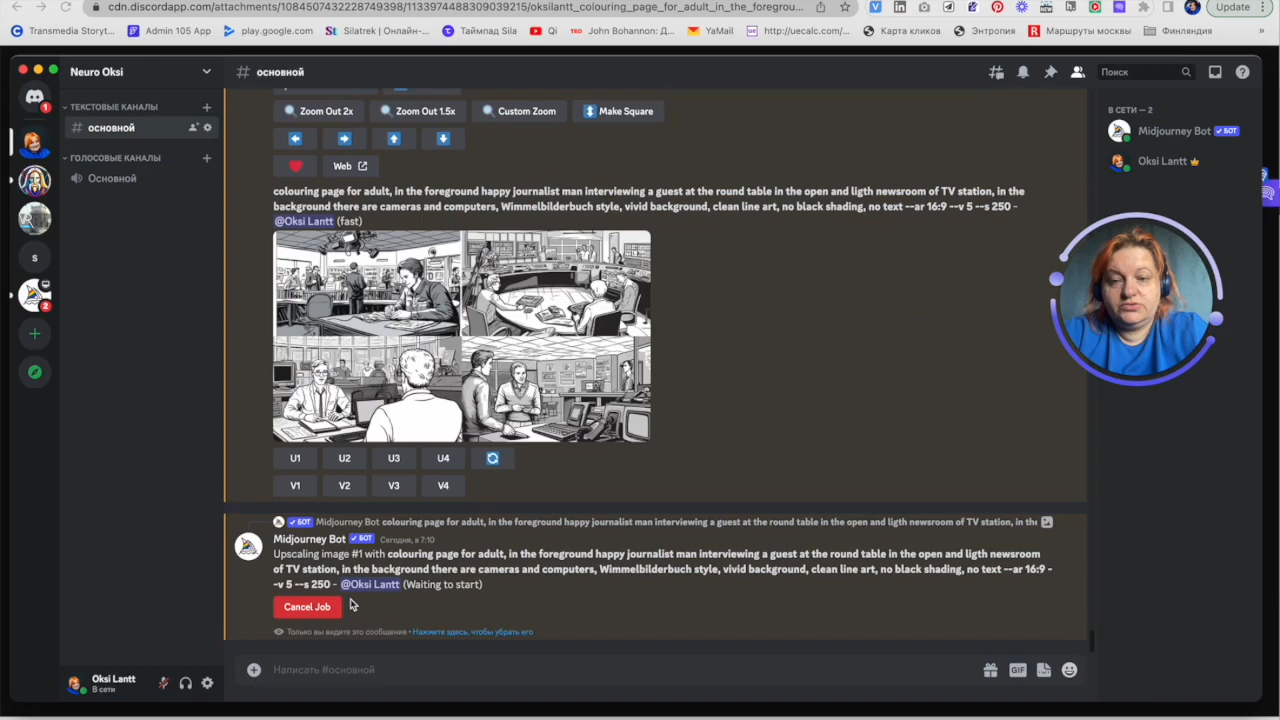 cdn.discordapp.com/attachments/1084507432228749398/1133974488309039215/oksilantt_colouring_page_for_adult_in_the_foregrou...
Update
Transmedia Storyt...
Admin 105 App
play.google.com
Silatrek | Онлайн-...
Таймпад Sila
Qi
TED John Bohannon: Д...
YaMail
http://uecalc.com/...
Карта кликов
Энтропия
Маршруты москвы
Финляндия
Neuro Oksi
# основной
Поиск
ТЕКСТОВЫЕ КАНАЛЫ
# основной
ГОЛОСОВЫЕ КАНАЛЫ
Основной
S
1
2
Zoom Out 2x
Zoom Out 1.5x
Custom Zoom
Make Square
Web
colouring page for adult, in the foreground happy journalist man interviewing a guest at the round table in the open and ligth newsroom of TV station, in the
background there are cameras and computers, Wimmelbilderbuch style, vivid background, clean line art, no black shading, no text --ar 16:9 --v 5 --s 250 -
@Oksi Lantt (fast)
U1 U2 U3 U4
V1 V2 V3 V4
БОТ Midjourney Bot colouring page for adult, in the foreground happy journalist man interviewing a guest at the round table in the open and ligth newsroom of TV station, in the
Midjourney Bot БОТ Сегодня, в 7:10
Upscaling image #1 with colouring page for adult, in the foreground happy journalist man interviewing a guest at the round table in the open and ligth newsroom
of TV station, in the background there are cameras and computers, Wimmelbilderbuch style, vivid background, clean line art, no black shading, no text --ar 16:9 -
-v 5 --s 250 - @Oksi Lantt (Waiting to start)
Cancel Job
Только вы видите это сообщение • Нажмите здесь, чтобы убрать его
Написать #основной
GIF
Oksi Lantt
В сети
В СЕТИ — 2
Midjourney Bot БОТ
Oksi Lantt